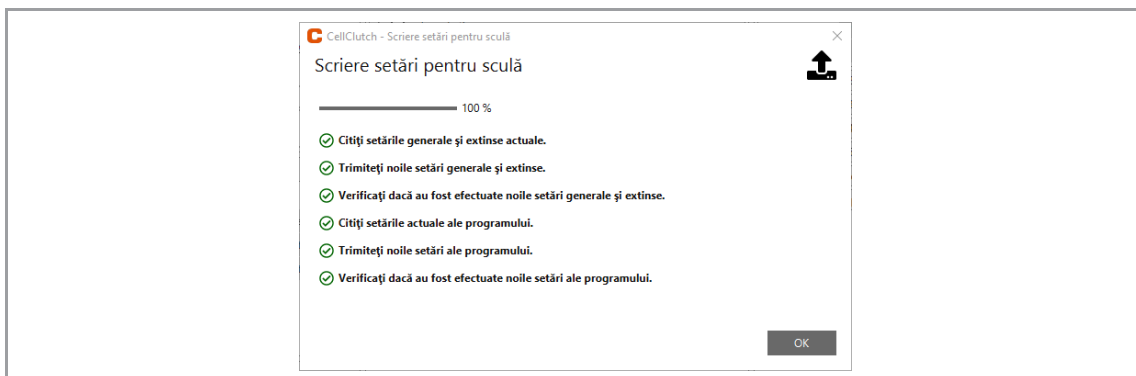 CellClutch - Scriere setări pentru sculă
Scriere setări pentru sculă
100 %
Citiţi setările generale şi extinse actuale.
Trimiteţi noile setări generale şi extinse.
Verificaţi dacă au fost efectuate noile setări generale şi extinse.
Citiţi setările actuale ale programului.
Trimiteţi noile setări ale programului.
Verificaţi dacă au fost efectuate noile setări ale programului.
OK